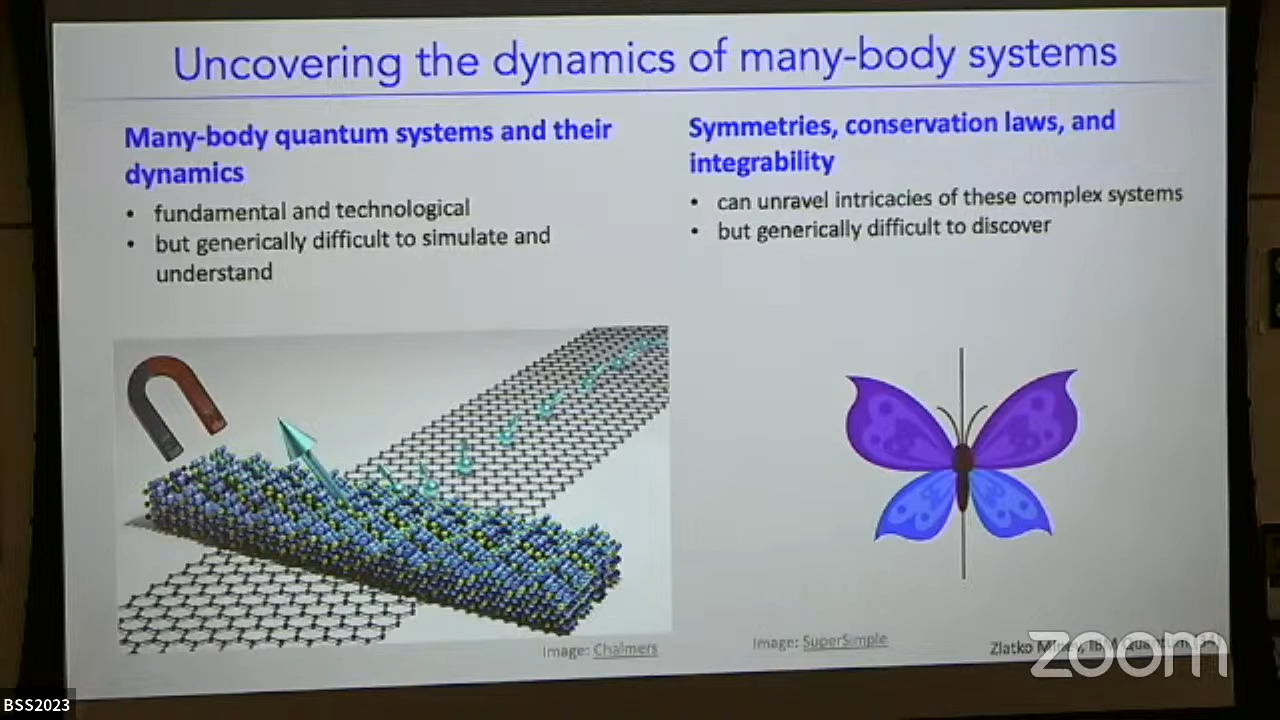 Uncovering the dynamics of many-body systems
Many-body quantum systems and their
dynamics
• fundamental and technological
• but generically difficult to simulate and
understand
Symmetries, conservation laws, and
integrability
• can unravel intricacies of these complex systems
• but generically difficult to discover
Image: Chalmers
Image: SuperSimple
Zlatko
zoom
BSS2023